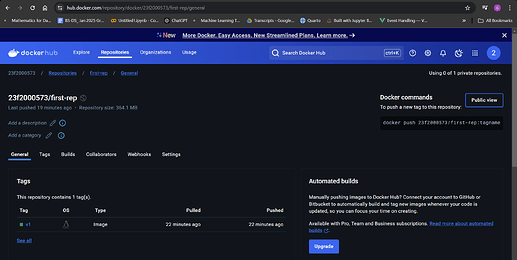 hub.docker.com/repository/docker/23f2000573/first-rep/general
Mathematics for Da...
BS-DS_ Jan 2025 Gr...
Untitled1.ipynb - Co...
ChatGPT
Machine Learning T...
Transcripts - Google...
Quarto
Built with Jupyter B...
Event Handling — V...
All Bookmarks
New More Docker. Easy Access. New Streamlined Plans. Learn more. →
dockerhub
Explore
Repositories
Organizations
Usage
Search Docker Hub
ctrl+K
2
23f2000573 / Repositories / first-rep / General
Using 0 of 1 private repositories.
23f2000573/first-rep
Last pushed 19 minutes ago • Repository size: 364.1 MB
Add a description
Add a category
Docker commands
To push a new tag to this repository:
Public view
docker push 23f2000573/first-rep:tagname
General
Tags
Builds
Collaborators
Webhooks
Settings
Tags
This repository contains 1 tag(s).
Tag
OS
Type
Pulled
Pushed
v1
Image
22 minutes ago
22 minutes ago
See all
Automated builds
Manually pushing images to Docker Hub? Connect your account to GitHub or
Bitbucket to automatically build and tag new images whenever your code is
updated, so you can focus your time on creating.
Available with Pro, Team and Business subscriptions. Read more about automated
builds
Upgrade